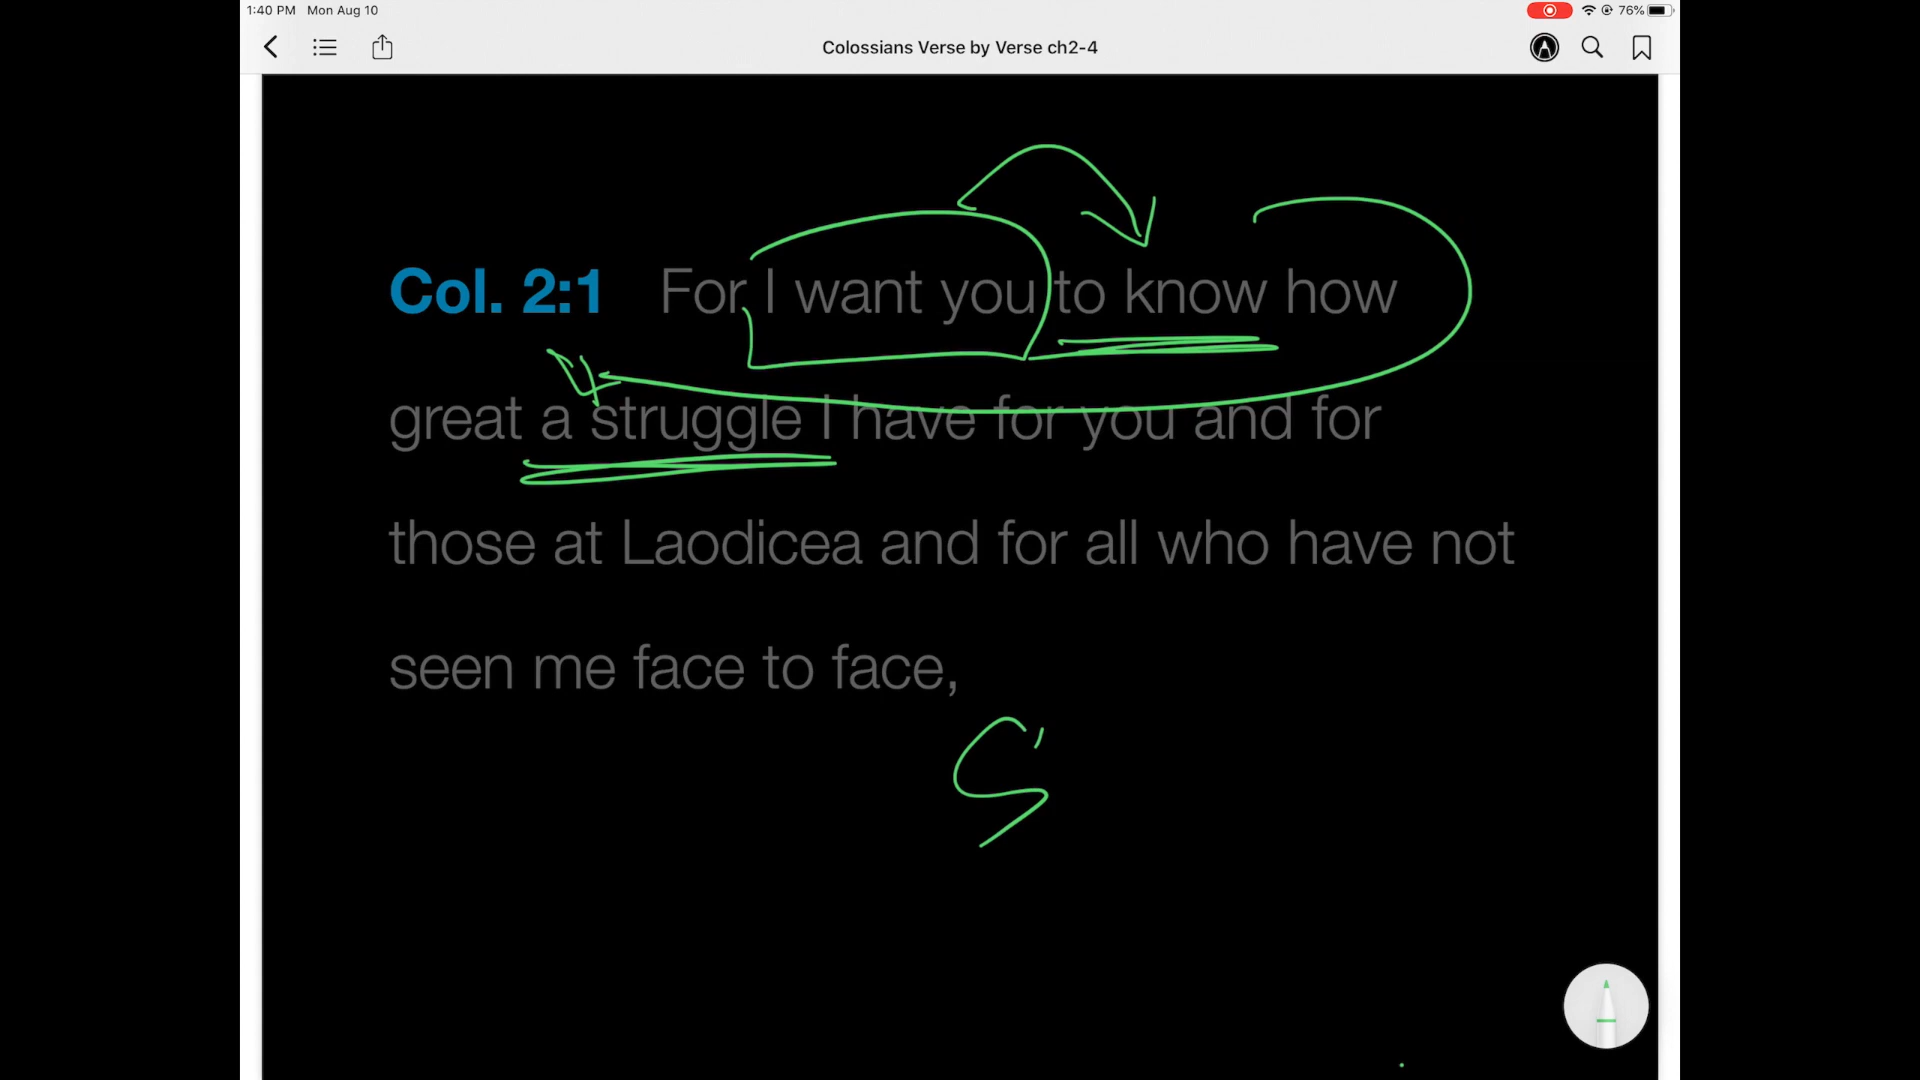 1:40 PM Mon Aug 10 76%
Colossians Verse by Verse ch2-4
Col. 2:1 For I want you to know how
great a struggle I have for you and for
those at Laodicea and for all who have not
seen me face to face,
S